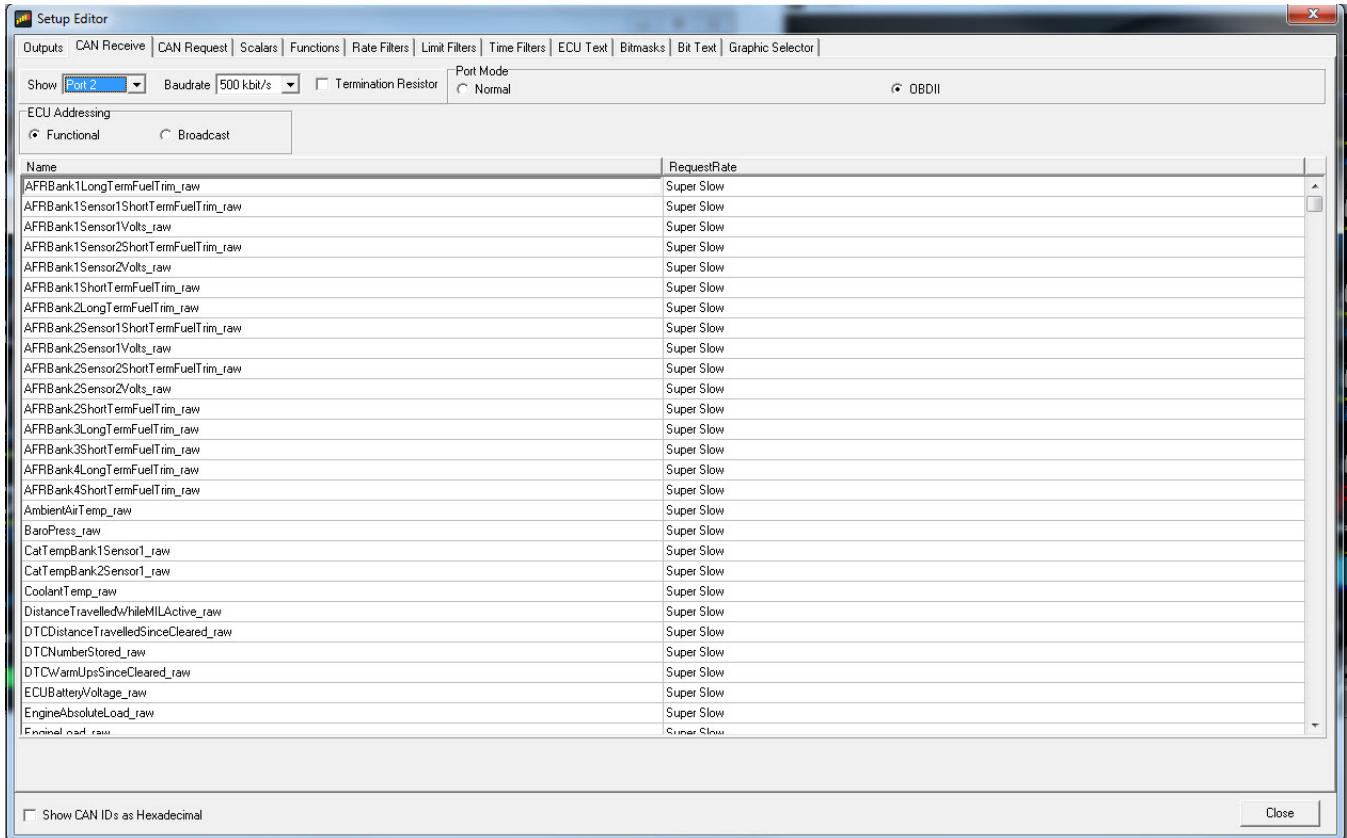 Setup Editor
Outputs CAN Receive CAN Request Scalars Functions Rate Filters Limit Filters Time Filters ECU Text Bitmasks Bit Text Graphic Selector
Show Port 2 Baudrate 500 kbit/s Termination Resistor Port Mode Normal OBDII
ECU Addressing
Functional Broadcast
Name RequestRate
AFRBank1LongTermFuelTrim_raw Super Slow
AFRBank1Sensor1ShortTermFuelTrim_raw Super Slow
AFRBank1Sensor1Volts_raw Super Slow
AFRBank1Sensor2ShortTermFuelTrim_raw Super Slow
AFRBank1Sensor2Volts_raw Super Slow
AFRBank1ShortTermFuelTrim_raw Super Slow
AFRBank2LongTermFuelTrim_raw Super Slow
AFRBank2Sensor1ShortTermFuelTrim_raw Super Slow
AFRBank2Sensor1Volts_raw Super Slow
AFRBank2Sensor2ShortTermFuelTrim_raw Super Slow
AFRBank2Sensor2Volts_raw Super Slow
AFRBank2ShortTermFuelTrim_raw Super Slow
AFRBank3LongTermFuelTrim_raw Super Slow
AFRBank3ShortTermFuelTrim_raw Super Slow
AFRBank4LongTermFuelTrim_raw Super Slow
AFRBank4ShortTermFuelTrim_raw Super Slow
AmbientAirTemp_raw Super Slow
BaroPress_raw Super Slow
CatTempBank1Sensor1_raw Super Slow
CatTempBank2Sensor1_raw Super Slow
CoolantTemp_raw Super Slow
DistanceTravelledWhileMILActive_raw Super Slow
DTCDistanceTravelledSinceCleared_raw Super Slow
DTCNumberStored_raw Super Slow
DTCWarmUpsSinceCleared_raw Super Slow
ECUBatteryVoltage_raw Super Slow
EngineAbsoluteLoad_raw Super Slow
EngineLoad_raw Super Slow
Show CAN IDs as Hexadecimal Close